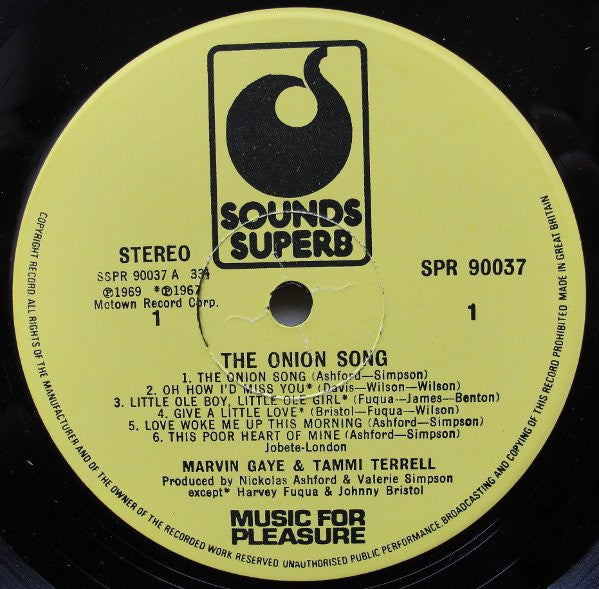 SOUNDS
SUPERB
STEREO
SSPR 90037 A 33⅓
℗1969 *℗1967
Motown Record Corp.
1
SPR 90037
1
THE ONION SONG
1. THE ONION SONG (Ashford—Simpson)
2. OH HOW I'D MISS YOU* (Davis—Wilson—Wilson)
3. LITTLE OLE BOY, LITTLE OLE GIRL* (Fuqua—James—Benton)
4. GIVE A LITTLE LOVE* (Bristol—Fuqua—Wilson)
5. LOVE WOKE ME UP THIS MORNING (Ashford—Simpson)
6. THIS POOR HEART OF MINE (Ashford—Simpson)
Jobete-London
MARVIN GAYE & TAMMI TERRELL
Produced by Nickolas Ashford & Valerie Simpson
except* Harvey Fuqua & Johnny Bristol
MUSIC FOR
PLEASURE
COPYRIGHT RECORD. ALL RIGHTS OF THE MANUFACTURER AND OF THE OWNER OF THE RECORDED WORK RESERVED. UNAUTHORISED PUBLIC PERFORMANCE, BROADCASTING AND COPYING OF THIS RECORD PROHIBITED MADE IN GREAT BRITAIN